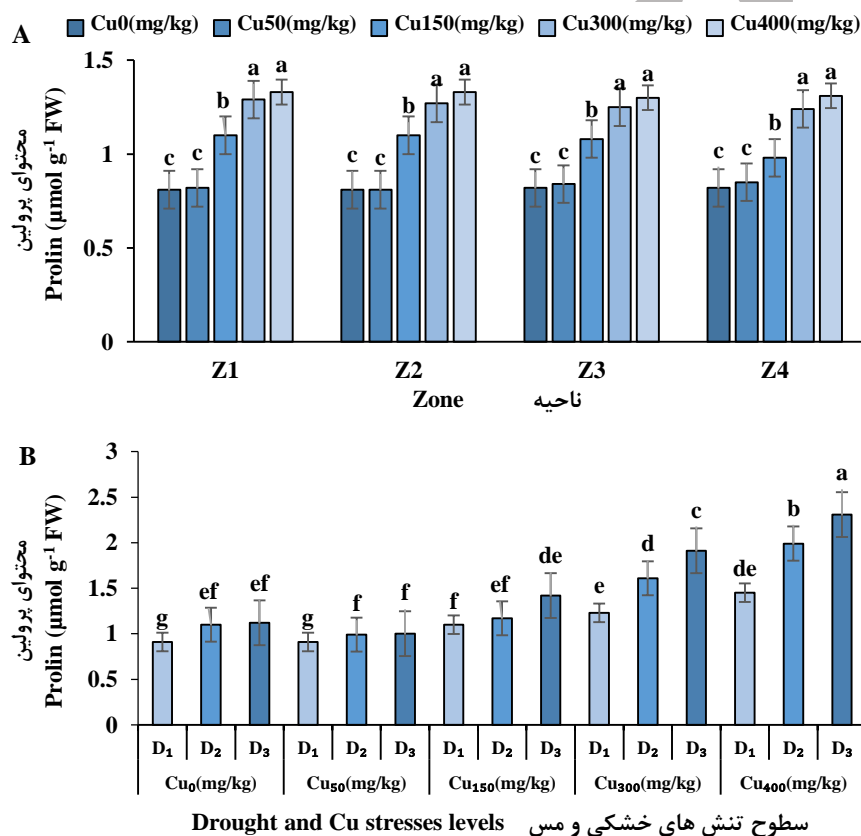 A
Cu0(mg/kg) Cu50(mg/kg) Cu150(mg/kg) Cu300(mg/kg) Cu400(mg/kg)
محتوای پرولین
Prolin (µmol g⁻¹ FW)
1.5
1
0.5
0
c c b a a
c c b a a
c c b a a
c c b a a
Z1 Z2 Z3 Z4
Zone ناحیه
B
محتوای پرولین
Prolin (µmol g⁻¹ FW)
3
2.5
2
1.5
1
0.5
0
g ef ef
g f f
f ef de
e d c
de b a
D₁ D₂ D₃ D₁ D₂ D₃ D₁ D₂ D₃ D₁ D₂ D₃ D₁ D₂ D₃
Cu₀(mg/kg) Cu₅₀(mg/kg) Cu₁₅₀(mg/kg) Cu₃₀₀(mg/kg) Cu₄₀₀(mg/kg)
Drought and Cu stresses levels سطوح تنش های خشکی و مس